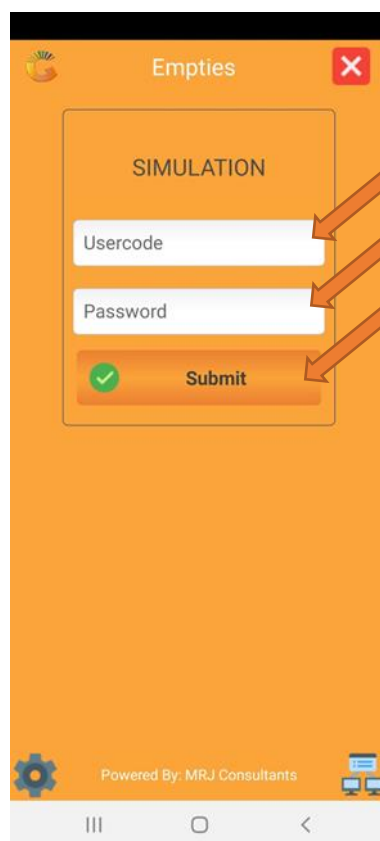 Empties
SIMULATION
Usercode
Password
Submit
Powered By: MRJ Consultants